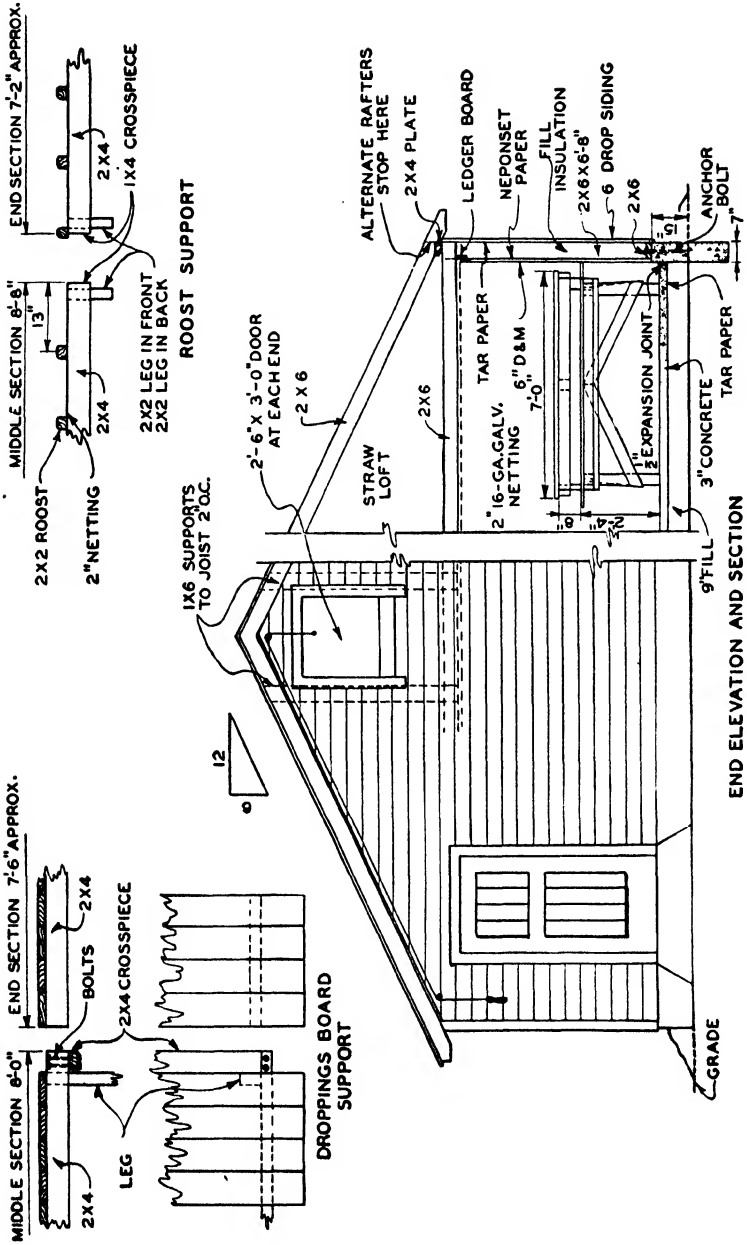 MIDDLE SECTION 8'-0"
END SECTION 7'-6" APPROX.
2X4
2X4
BOLTS
2X4 CROSSPIECE
LEG
DROPPINGS BOARD
SUPPORT
MIDDLE SECTION 8'-8"
END SECTION 7'-2" APPROX.
2X2 ROOST
2" NETTING
13"
2X4
2X4
1X4 CROSSPIECE
2X2 LEG IN FRONT
2X2 LEG IN BACK
ROOST SUPPORT
12
1X6 SUPPORTS
TO JOIST 2" O.C.
2'-6" X 3'-0" DOOR
AT EACH END
2 X 6
STRAW
LOFT
ALTERNATE RAFTERS
STOP HERE
2X4 PLATE
LEDGER BOARD
2X6
TAR PAPER
NEPONSET
PAPER
FILL
INSULATION
2X6X6'-8"
6" DROP SIDING
2X6
2" 16-GA. GALV.
NETTING
6" D&M
7'-0"
8"
2'-4"
1/2" EXPANSION JOINT
15"
ANCHOR
BOLT
7"
TAR PAPER
3" CONCRETE
9" FILL
GRADE
END ELEVATION AND SECTION